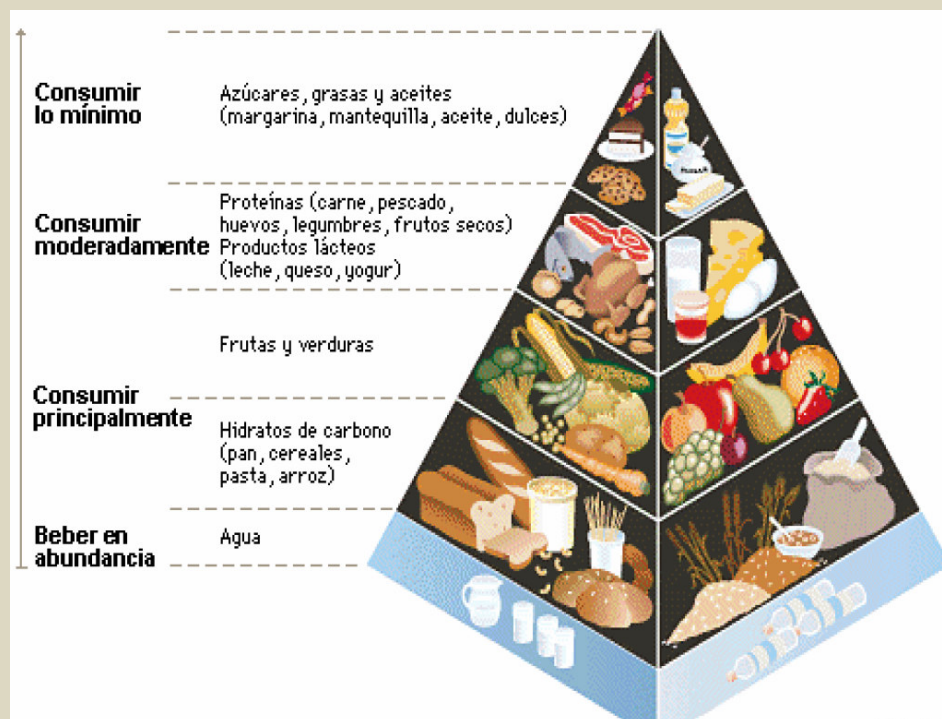 Consumir
lo mínimo
Azúcares, grasas y aceites
(margarina, mantequilla, aceite, dulces)
Consumir
moderadamente
Proteínas (carne, pescado,
huevos, legumbres, frutos secos)
Productos lácteos
(leche, queso, yogur)
Frutas y verduras
Consumir
principalmente
Hidratos de carbono
(pan, cereales,
pasta, arroz)
Beber en
abundancia
Agua